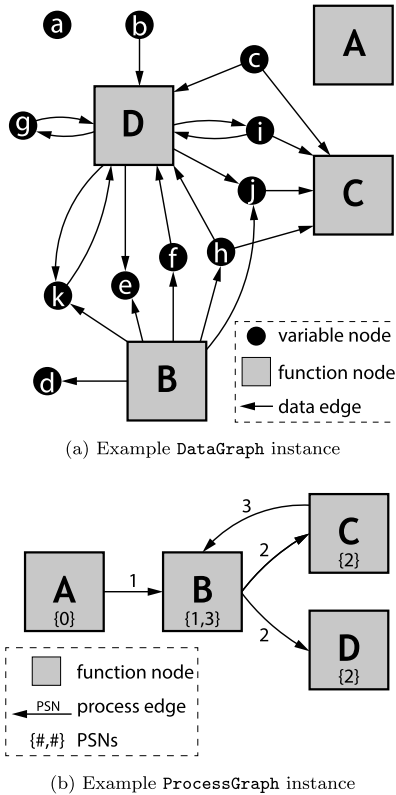 a
b
A
c
g
D
i
j
C
f
h
e
k
d
B
variable node
function node
data edge
(a) Example DataGraph instance
3
C
{2}
2
A
{0}
1
B
{1,3}
2
D
{2}
function node
PSN
process edge
{#,#} PSNs
(b) Example ProcessGraph instance